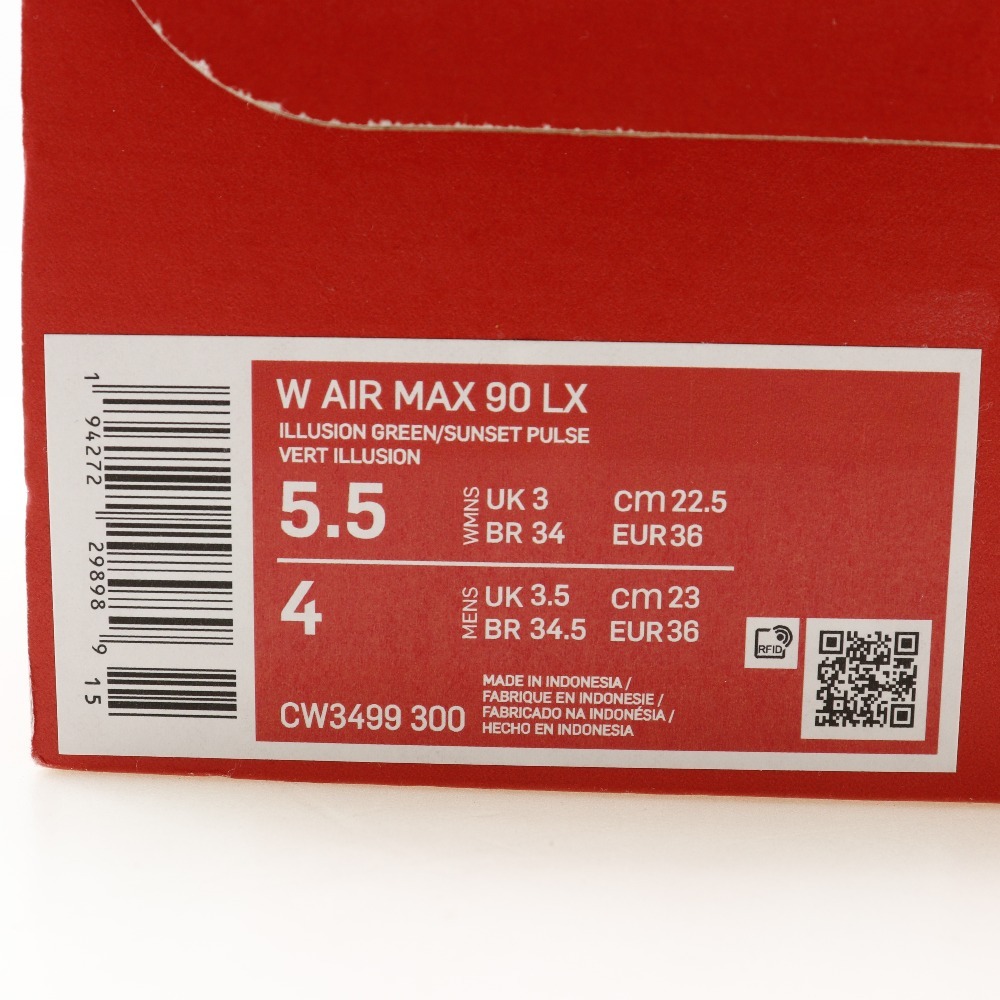 W AIR MAX 90 LX
ILLUSION GREEN/SUNSET PULSE
VERT ILLUSION
5.5
WMNS
UK 3
cm 22.5
BR 34
EUR 36
4
MENS
UK 3.5
cm 23
BR 34.5
EUR 36
CW3499 300
MADE IN INDONESIA /
FABRIQUE EN INDONESIE /
FABRICADO NA INDONÉSIA /
HECHO EN INDONESIA
RFID
1 94272 29898 9 15